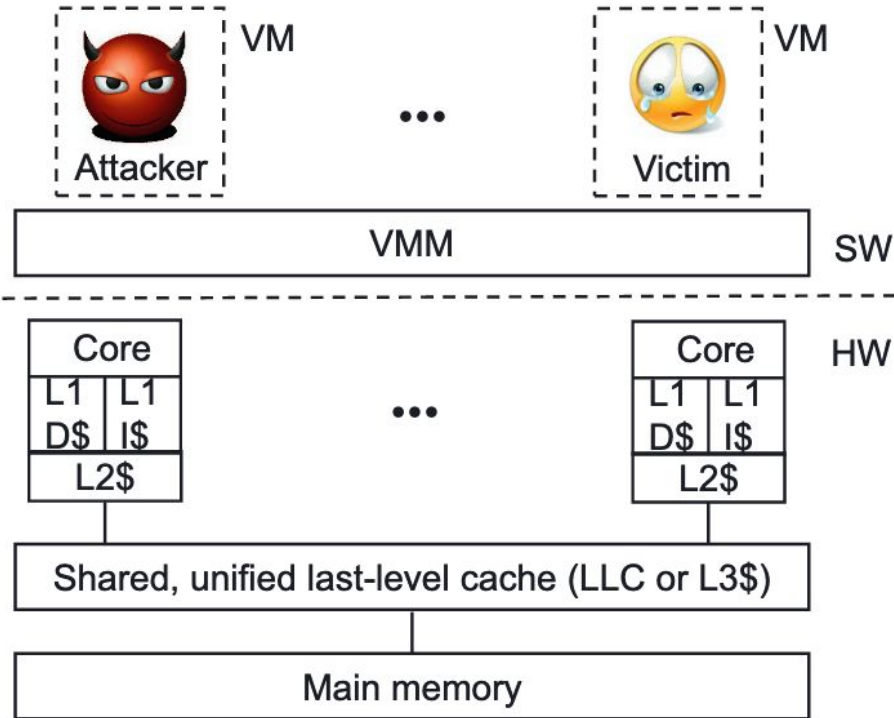 VM
VM
Attacker
•••
Victim
VMM
SW
Core
Core
HW
L1
L1
L1
L1
D$
I$
•••
D$
I$
L2$
L2$
Shared, unified last-level cache (LLC or L3$)
Main memory